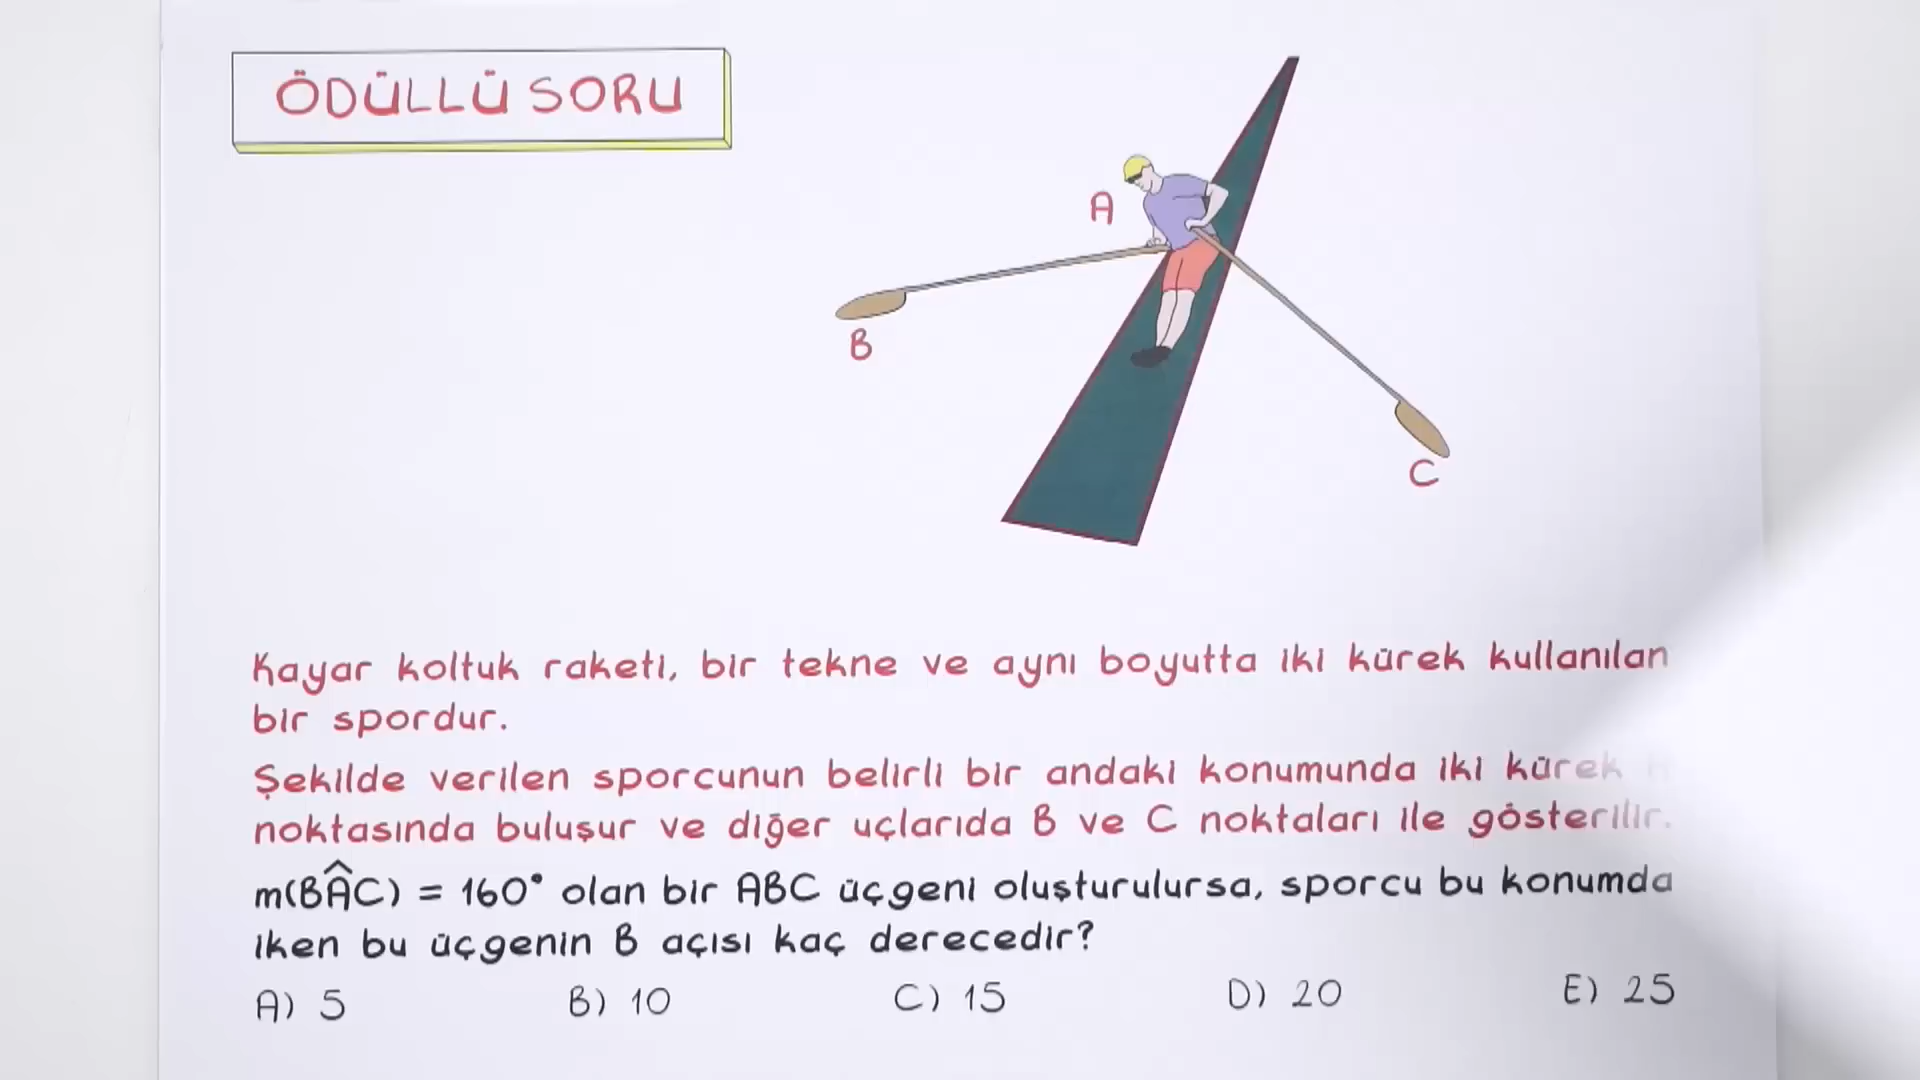 ÖDÜLLÜ SORU
A
B
C
Kayar koltuk raketi, bir tekne ve aynı boyutta iki kürek kullanılan
bir spordur.
Şekilde verilen sporcunun belirli bir andaki konumunda iki kürek
noktasında buluşur ve diğer uçlarıda B ve C noktaları ile gösterilir.
m(BÂC) = 160° olan bir ABC üçgeni oluşturulursa, sporcu bu konumda
iken bu üçgenin B açısı kaç derecedir?
A) 5 B) 10 C) 15 D) 20 E) 25